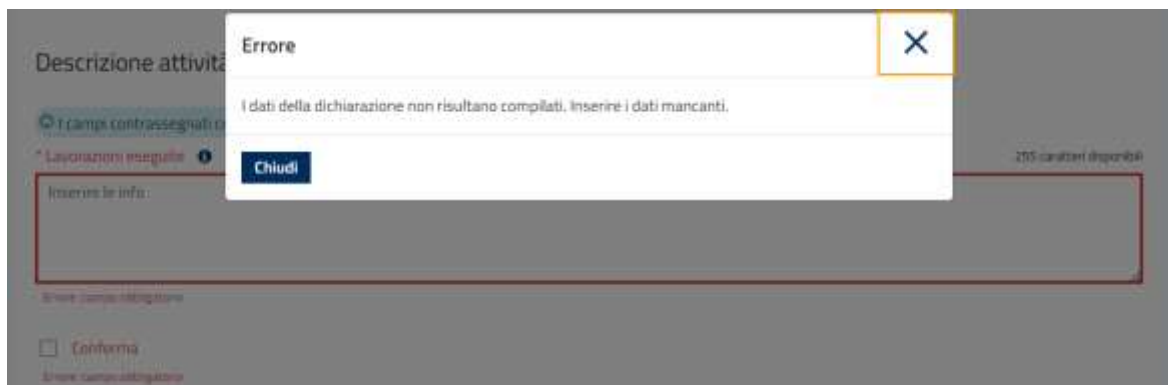 Errore
Descrizione attività
I dati della dichiarazione non risultano compilati. Inserire i dati mancanti.
I campi contrassegnati
* Lavorazioni eseguite
255 caratteri disponibili
Chiudi
Inserire le info
Errore campo obbligatorio
Conferma
Errore campo obbligatorio